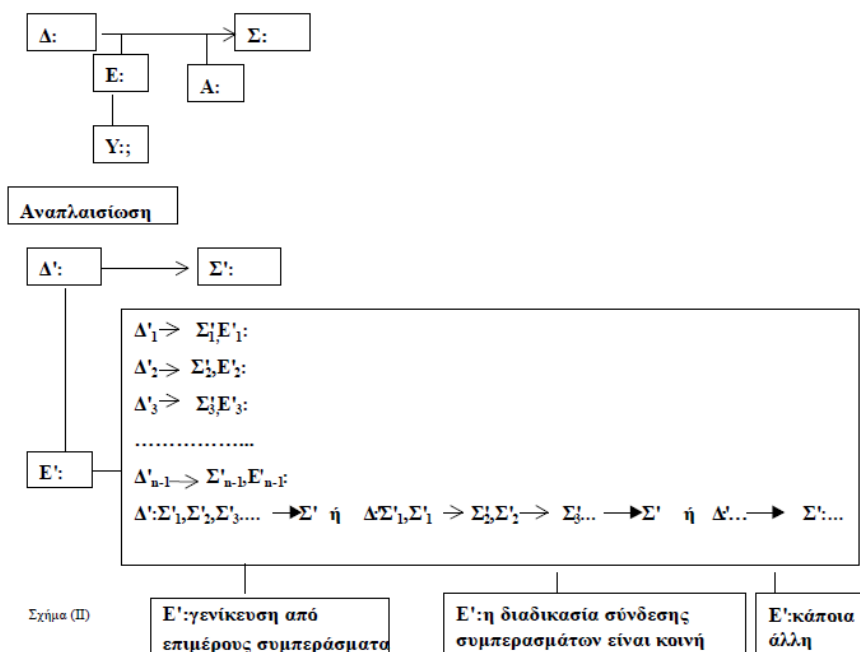 Δ: Σ:
Ε: Α:
Υ:;
Αναπλαισίωση
Δ': Σ':
Δ'₁→ Σ'₁,Ε'₁:
Δ'₂→ Σ'₂,Ε'₂:
Δ'₃→ Σ'₃,Ε'₃:
………………...
Ε':
Δ'ₙ₋₁→ Σ'ₙ₋₁,Ε'ₙ₋₁:
Δ':Σ'₁,Σ'₂,Σ'₃.... →Σ' ή Δ:'Σ'₁,Σ'₁ → Σ'₂,Σ'₂→ Σ'₃... →Σ' ή Δ:'... → Σ':...
Σχήμα (ΙΙ)
Ε':γενίκευση από
επιμέρους συμπεράσματα
Ε':η διαδικασία σύνδεσης
συμπερασμάτων είναι κοινή
Ε':κάποια
άλλη